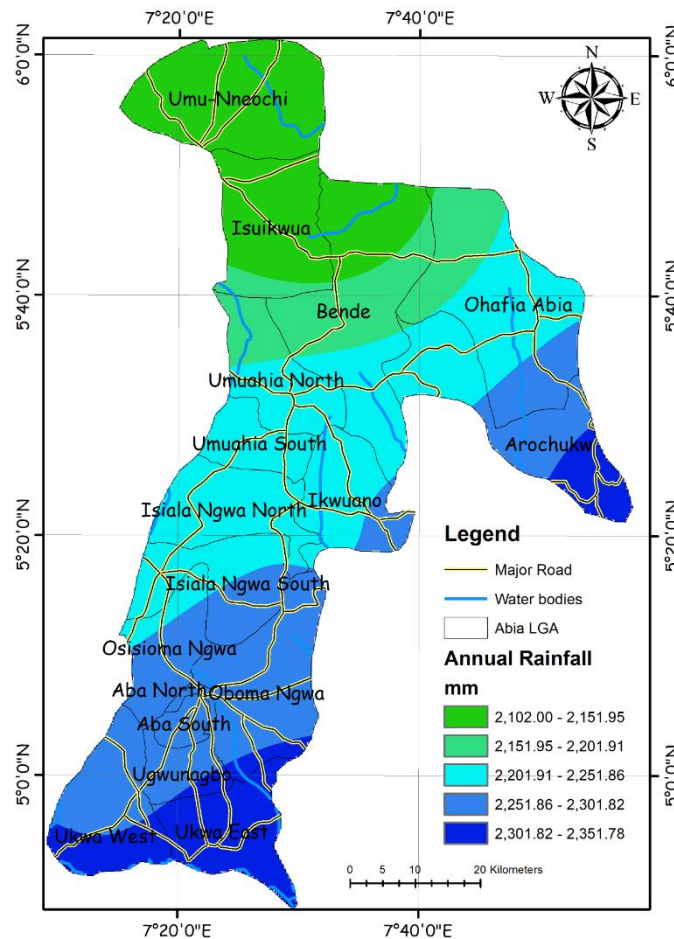 7°20'0"E 7°40'0"E
6°0'0"N 6°0'0"N
N
W E
S
Umu-Nneochi
Isuikwua
5°40'0"N 5°40'0"N
Bende
Ohafia Abia
Umuahia North
Umuahia South
Arochukw
Isiala Ngwa North
Ikwuano
5°20'0"N 5°20'0"N
Isiala Ngwa South
Osisioma Ngwa
Aba North
Oboma Ngwa
Aba South
Ugwunagbo
5°0'0"N 5°0'0"N
Ukwa West
Ukwa East
Legend
Major Road
Water bodies
Abia LGA
Annual Rainfall
mm
2,102.00 - 2,151.95
2,151.95 - 2,201.91
2,201.91 - 2,251.86
2,251.86 - 2,301.82
2,301.82 - 2,351.78
0 5 10 20 Kilometers
7°20'0"E 7°40'0"E